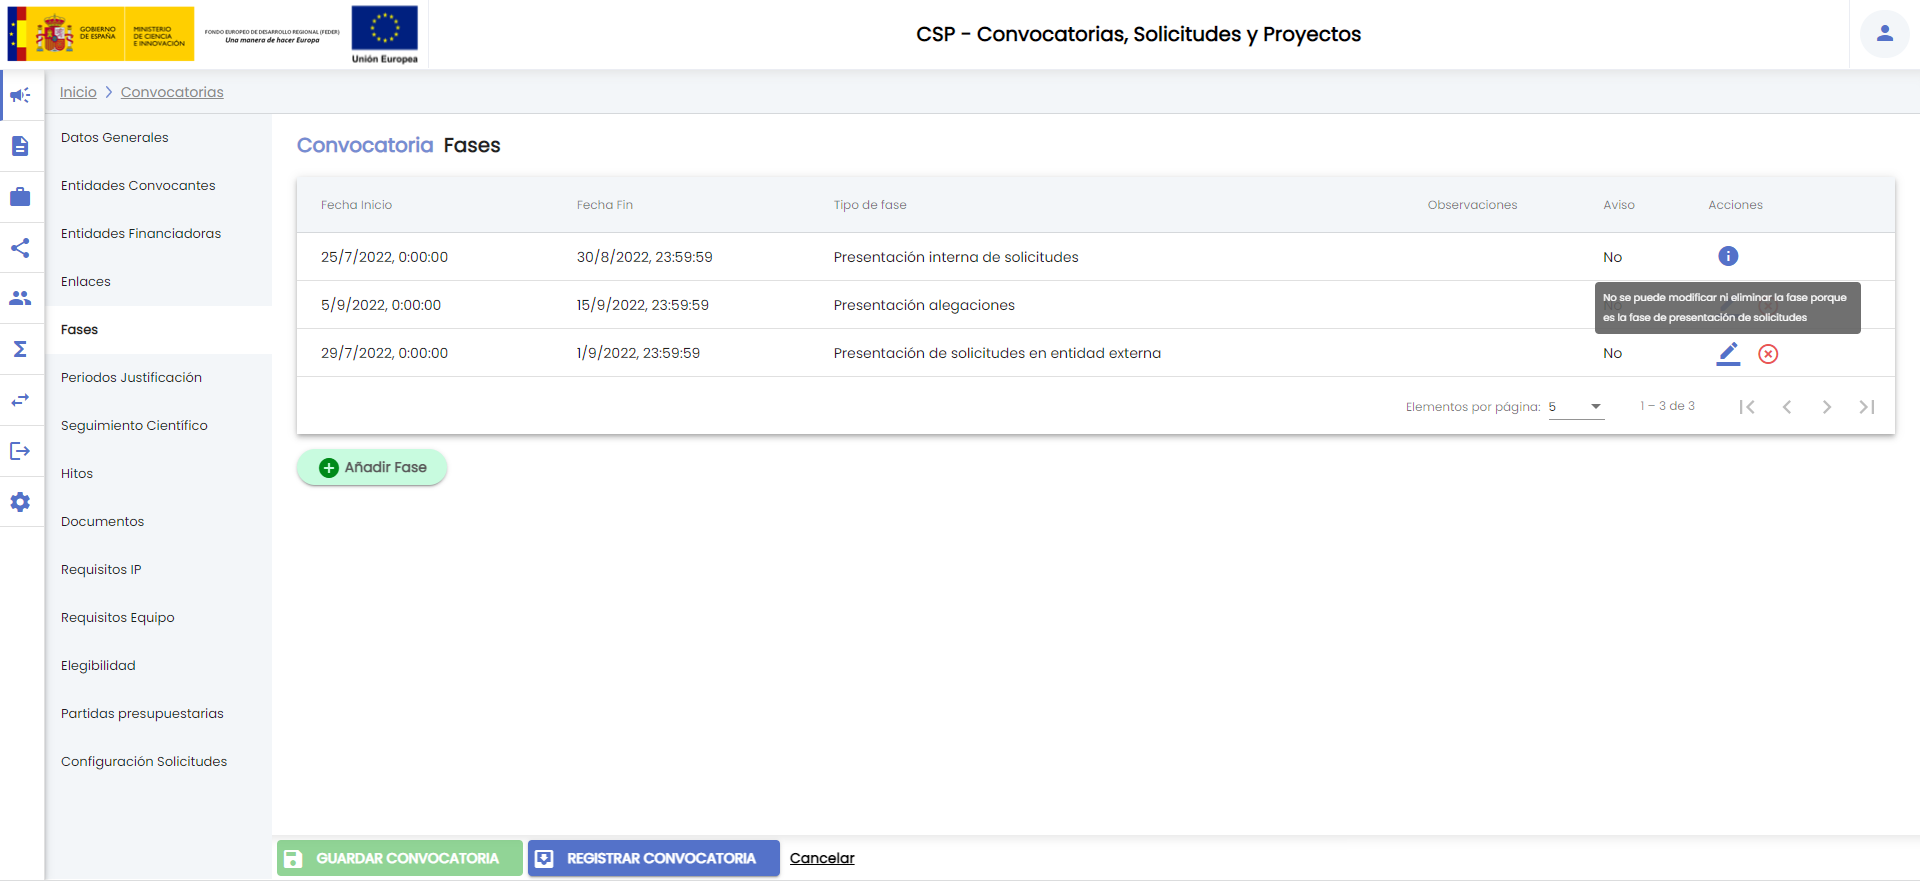 GOBIERNO
DE ESPAÑA
MINISTERIO
DE CIENCIA
E INNOVACIÓN
FONDO EUROPEO DE DESARROLLO REGIONAL (FEDER)
Una manera de hacer Europa
Unión Europea
CSP - Convocatorias, Solicitudes y Proyectos
Inicio > Convocatorias
Datos Generales
Entidades Convocantes
Entidades Financiadoras
Enlaces
Fases
Periodos Justificación
Seguimiento Científico
Hitos
Documentos
Requisitos IP
Requisitos Equipo
Elegibilidad
Partidas presupuestarias
Configuración Solicitudes
Convocatoria Fases
Fecha Inicio Fecha Fin Tipo de fase Observaciones Aviso Acciones
25/7/2022, 0:00:00 30/8/2022, 23:59:59 Presentación interna de solicitudes No
5/9/2022, 0:00:00 15/9/2022, 23:59:59 Presentación alegaciones
No se puede modificar ni eliminar la fase porque
es la fase de presentación de solicitudes
29/7/2022, 0:00:00 1/9/2022, 23:59:59 Presentación de solicitudes en entidad externa No
Elementos por página: 5 1 – 3 de 3
Añadir Fase
GUARDAR CONVOCATORIA REGISTRAR CONVOCATORIA Cancelar